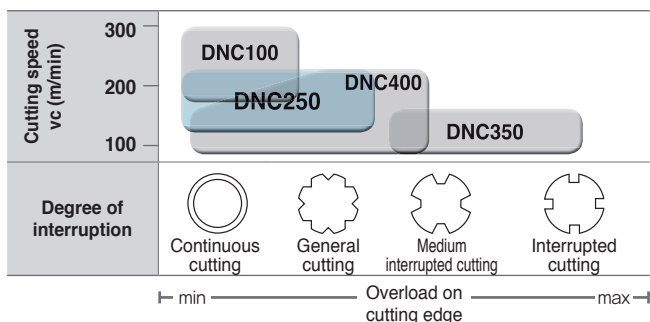 Cutting speed
vc (m/min)
300
200
100
DNC100
DNC400
DNC250
DNC350
Degree of
interruption
Continuous
cutting
General
cutting
Medium
interrupted cutting
Interrupted
cutting
min
Overload on
cutting edge
max